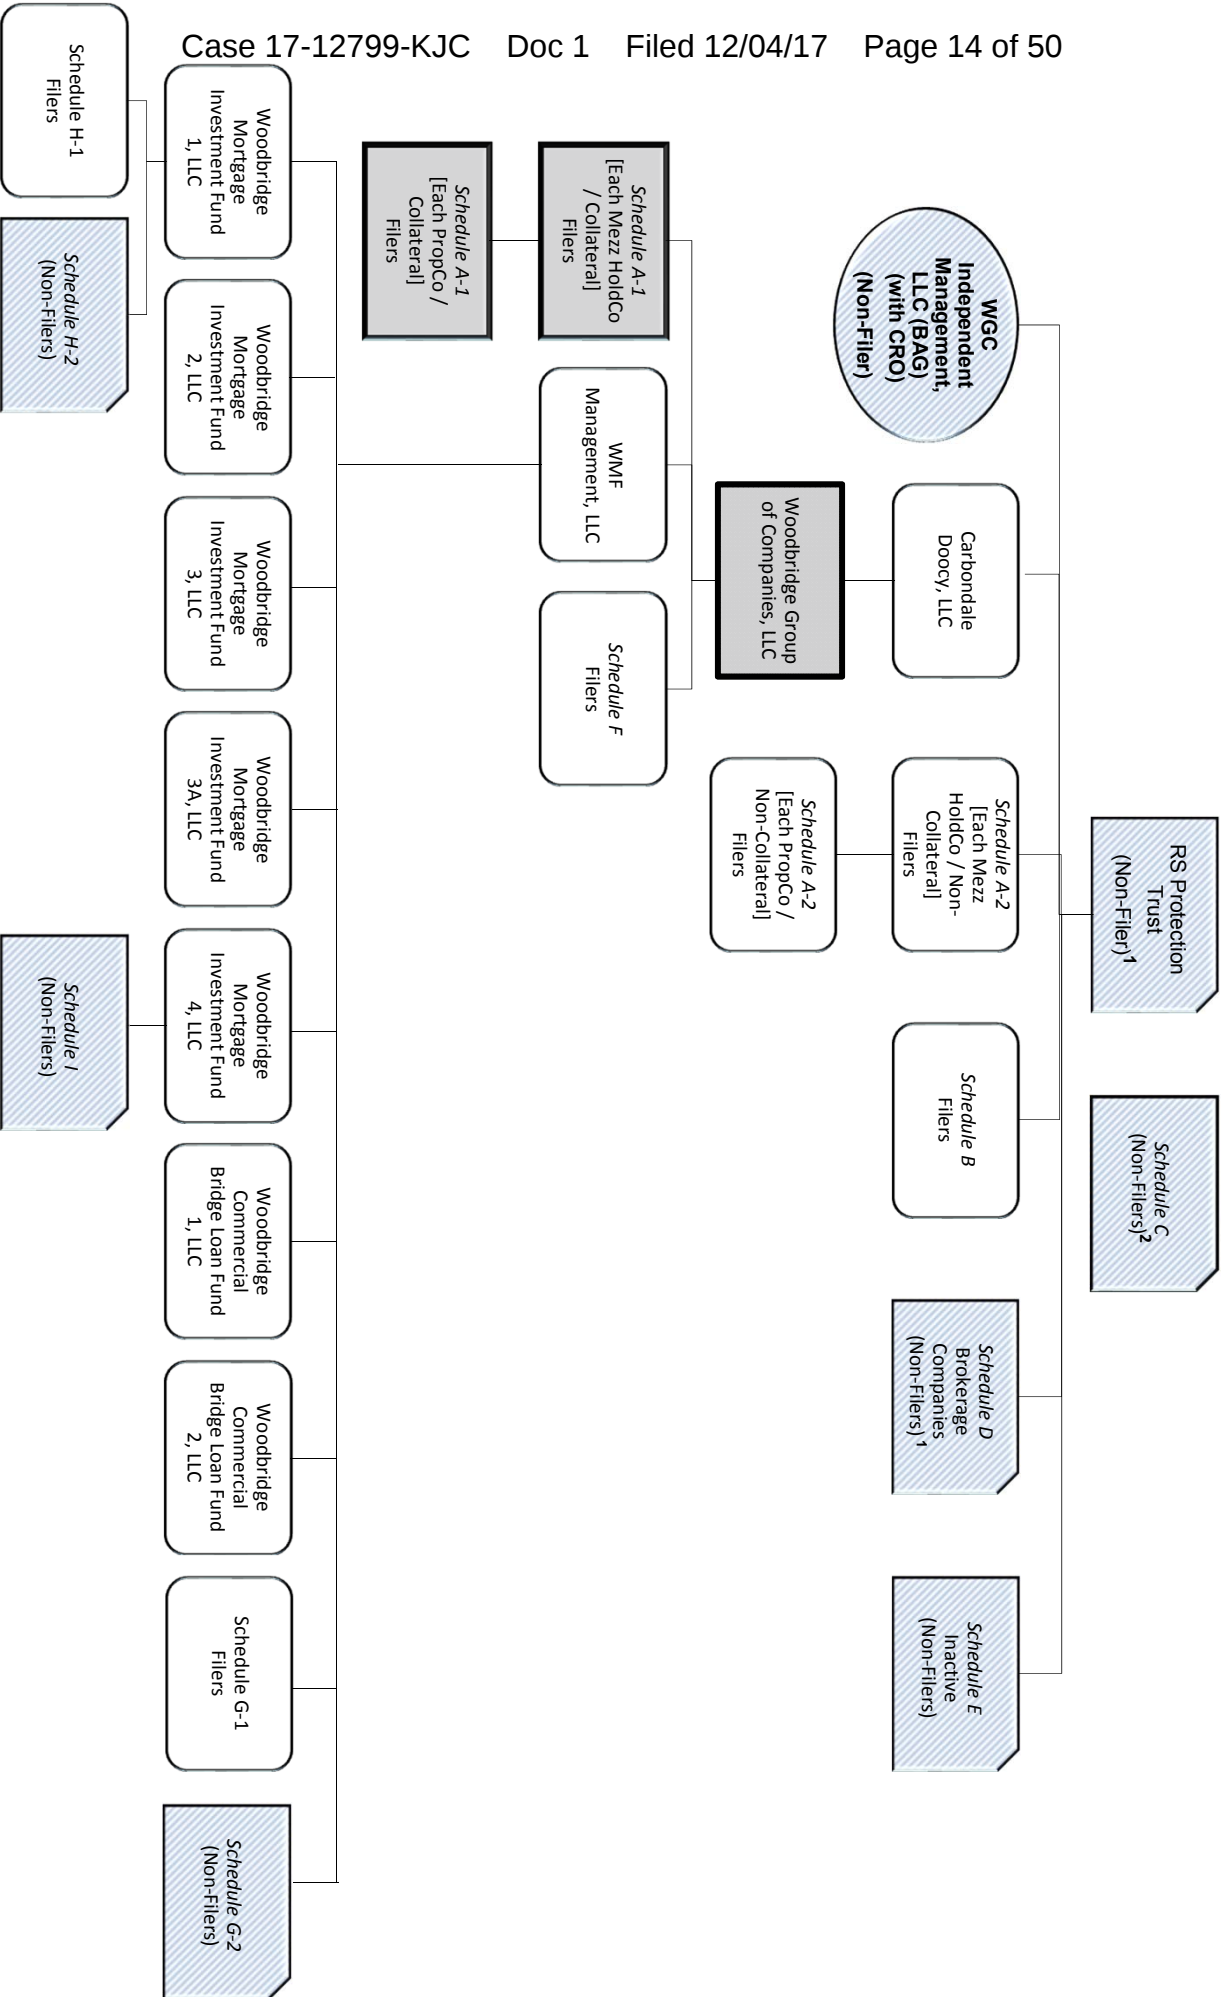 Case 17-12799-KJC Doc 1 Filed 12/04/17 Page 14 of 50
RS Protection
Trust
(Non-Filer)¹
Schedule C
(Non-Filers)²
WGC
Independent
Management,
LLC (BAG)
(with CRO)
(Non-Filer)
Carbondale
Doocy, LLC
Schedule A-2
[Each Mezz
HoldCo / Non-
Collateral]
Filers
Schedule B
Filers
Schedule D
Brokerage
Companies
(Non-Filers) ¹
Schedule E
Inactive
(Non-Filers)
Woodbridge Group
of Companies, LLC
Schedule A-2
[Each PropCo /
Non-Collateral]
Filers
Schedule A-1
[Each Mezz HoldCo
/ Collateral]
Filers
WMF
Management, LLC
Schedule F
Filers
Schedule A-1
[Each PropCo /
Collateral]
Filers
Woodbridge
Mortgage
Investment Fund
1, LLC
Woodbridge
Mortgage
Investment Fund
2, LLC
Woodbridge
Mortgage
Investment Fund
3, LLC
Woodbridge
Mortgage
Investment Fund
3A, LLC
Woodbridge
Mortgage
Investment Fund
4, LLC
Woodbridge
Commercial
Bridge Loan Fund
1, LLC
Woodbridge
Commercial
Bridge Loan Fund
2, LLC
Schedule G-1
Filers
Schedule G-2
(Non-Filers)
Schedule H-1
Filers
Schedule H-2
(Non-Filers)
Schedule I
(Non-Filers)